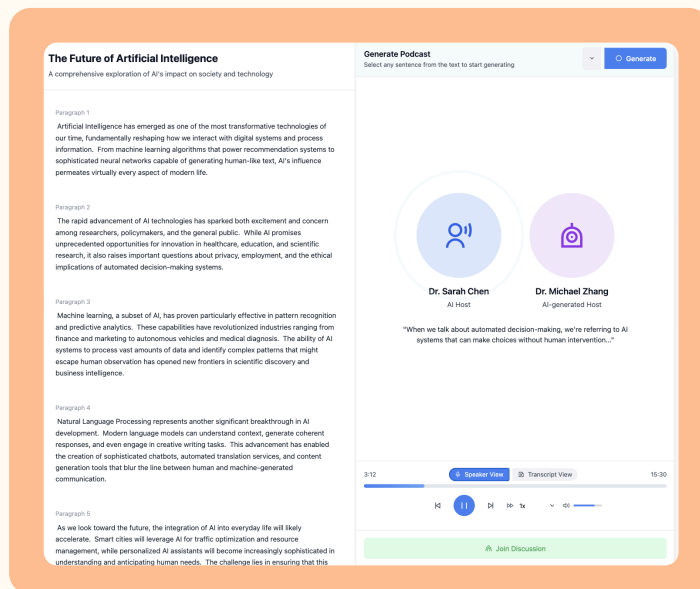 The Future of Artificial Intelligence
A comprehensive exploration of AI's impact on society and technology
Paragraph 1
Artificial Intelligence has emerged as one of the most transformative technologies of
our time, fundamentally reshaping how we interact with digital systems and process
information. From machine learning algorithms that power recommendation systems to
sophisticated neural networks capable of generating human-like text, AI's influence
permeates virtually every aspect of modern life.
Paragraph 2
The rapid advancement of AI technologies has sparked both excitement and concern
among researchers, policymakers, and the general public. While AI promises
unprecedented opportunities for innovation in healthcare, education, and scientific
research, it also raises important questions about privacy, employment, and the ethical
implications of automated decision-making systems.
Paragraph 3
Machine learning, a subset of AI, has proven particularly effective in pattern recognition
and predictive analytics. These capabilities have revolutionized industries ranging from
finance and marketing to autonomous vehicles and medical diagnosis. The ability of AI
systems to process vast amounts of data and identify complex patterns that might
escape human observation has opened new frontiers in scientific discovery and
business intelligence.
Paragraph 4
Natural Language Processing represents another significant breakthrough in AI
development. Modern language models can understand context, generate coherent
responses, and even engage in creative writing tasks. This advancement has enabled
the creation of sophisticated chatbots, automated translation services, and content
generation tools that blur the line between human and machine-generated
communication.
Paragraph 5
As we look toward the future, the integration of AI into everyday life will likely
accelerate. Smart cities will leverage AI for traffic optimization and resource
management, while personalized AI assistants will become increasingly sophisticated in
understanding and anticipating human needs. The challenge lies in ensuring that this
Generate Podcast
Select any sentence from the text to start generating
Generate
Dr. Sarah Chen
AI Host
Dr. Michael Zhang
AI-generated Host
"When we talk about automated decision-making, we're referring to AI
systems that can make choices without human intervention..."
3:12
Speaker View
Transcript View
15:30
1x
Join Discussion